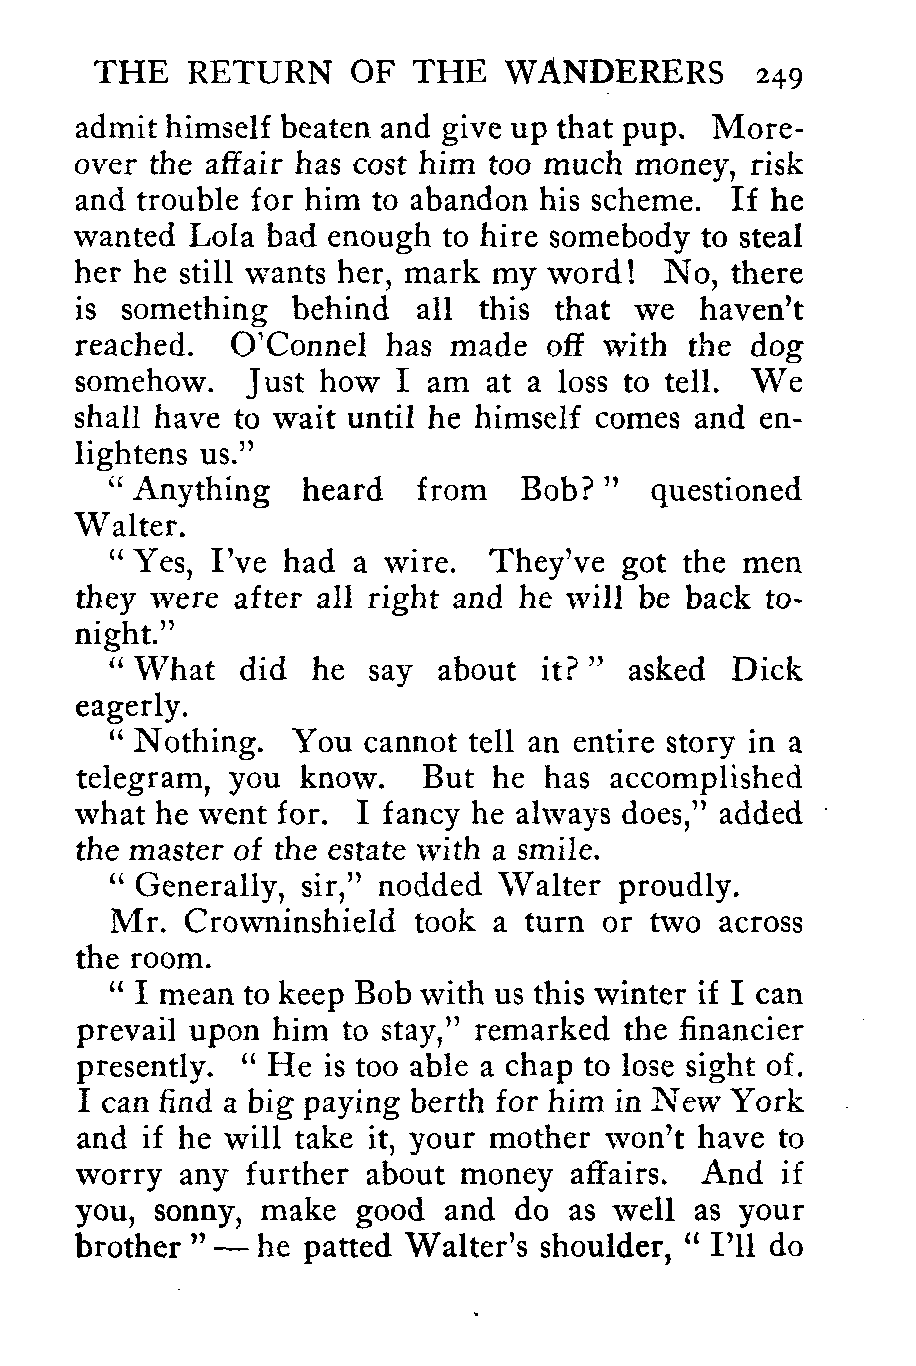 THE RETURN OF THE WANDERERS 249
admit himself beaten and give up that pup. More-
over the affair has cost him too much money, risk
and trouble for him to abandon his scheme. If he
wanted Lola bad enough to hire somebody to steal
her he still wants her, mark my word! No, there
is something behind all this that we haven't
reached. O'Connel has made off with the dog
somehow. Just how I am at a loss to tell. We
shall have to wait until he himself comes and en-
lightens us."
" Anything heard from Bob? " questioned
Walter.
" Yes, I've had a wire. They've got the men
they were after all right and he will be back to-
night."
" What did he say about it? " asked Dick
eagerly.
" Nothing. You cannot tell an entire story in a
telegram, you know. But he has accomplished
what he went for. I fancy he always does," added
the master of the estate with a smile.
" Generally, sir," nodded Walter proudly.
Mr. Crowninshield took a turn or two across
the room.
" I mean to keep Bob with us this winter if I can
prevail upon him to stay," remarked the financier
presently. " He is too able a chap to lose sight of.
I can find a big paying berth for him in New York
and if he will take it, your mother won't have to
worry any further about money affairs. And if
you, sonny, make good and do as well as your
brother " — he patted Walter's shoulder, " I'll do